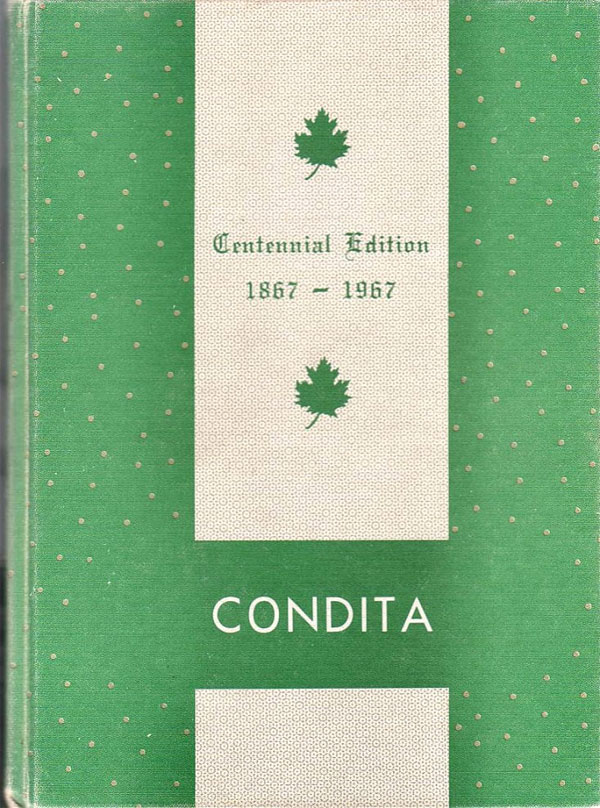 Centennial Edition
1867 - 1967
CONDITA